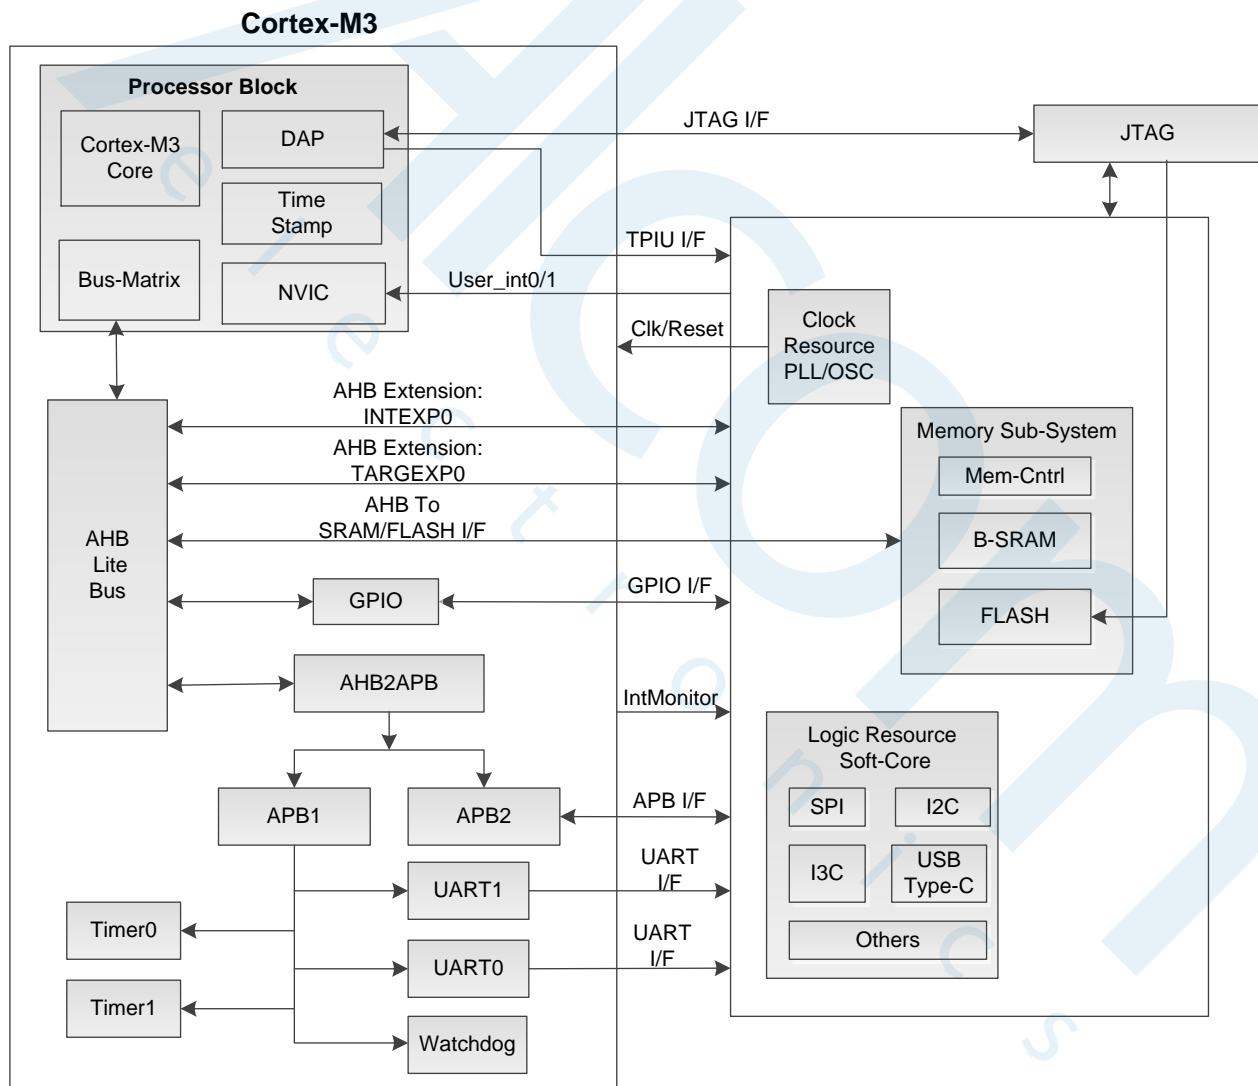 Cortex-M3
Processor Block
Cortex-M3
Core
DAP
Time
Stamp
Bus-Matrix
NVIC
JTAG I/F
JTAG
TPIU I/F
User_int0/1
Clk/Reset
Clock
Resource
PLL/OSC
AHB Extension:
INTEXP0
AHB Extension:
TARGEXP0
AHB To
SRAM/FLASH I/F
AHB
Lite
Bus
GPIO
GPIO I/F
Memory Sub-System
Mem-Cntrl
B-SRAM
FLASH
AHB2APB
IntMonitor
APB1
APB2
APB I/F
UART1
UART
I/F
UART0
UART
I/F
Timer0
Timer1
Watchdog
Logic Resource
Soft-Core
SPI
I2C
I3C
USB
Type-C
Others
electronics